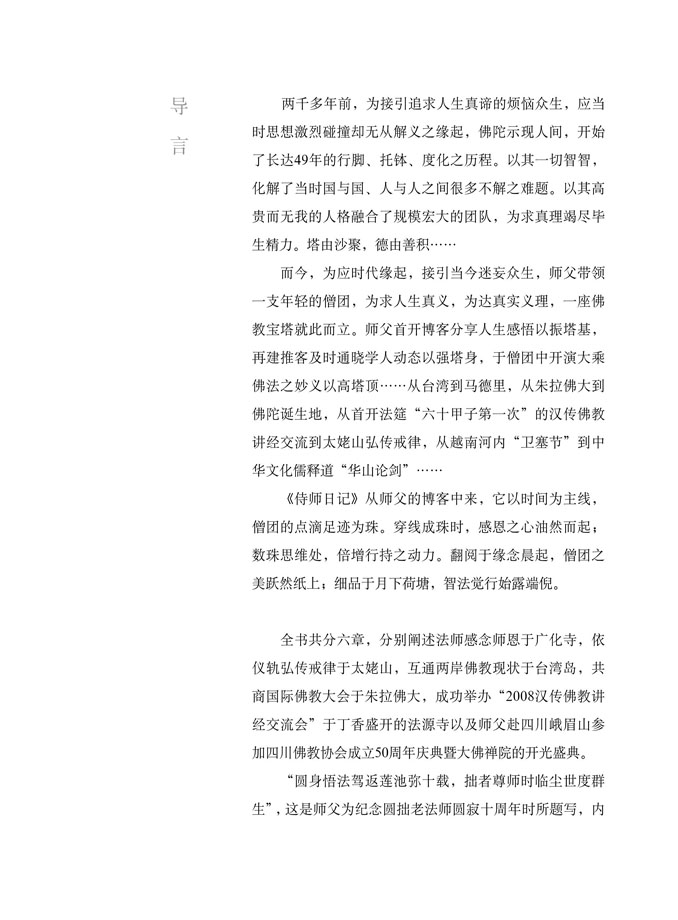 导言
两千多年前，为接引追求人生真谛的烦恼众生，应当
时思想激烈碰撞却无从解义之缘起，佛陀示现人间，开始
了长达49年的行脚、托钵、度化之历程。以其一切智智，
化解了当时国与国、人与人之间很多不解之难题。以其高
贵而无我的人格融合了规模宏大的团队，为求真理竭尽毕
生精力。塔由沙聚，德由善积……
而今，为应时代缘起，接引当今迷妄众生，师父带领
一支年轻的僧团，为求人生真义，为达真实义理，一座佛
教宝塔就此而立。师父首开博客分享人生感悟以振塔基，
再建推客及时通晓学人动态以强塔身，于僧团中开演大乘
佛法之妙义以高塔顶……从台湾到马德里，从朱拉佛大到
佛陀诞生地，从首开法筵“六十甲子第一次”的汉传佛教
讲经交流到太姥山弘传戒律，从越南河内“卫塞节”到中
华文化儒释道“华山论剑”……
《侍师日记》从师父的博客中来，它以时间为主线，
僧团的点滴足迹为珠。穿线成珠时，感恩之心油然而起；
数珠思维处，倍增行持之动力。翻阅于缘念晨起，僧团之
美跃然纸上；细品于月下荷塘，智法觉行始露端倪。
全书共分六章，分别阐述法师感念师恩于广化寺，依
仪轨弘传戒律于太姥山，互通两岸佛教现状于台湾岛，共
商国际佛教大会于朱拉佛大，成功举办“2008汉传佛教讲
经交流会”于丁香盛开的法源寺以及师父赴四川峨眉山参
加四川佛教协会成立50周年庆典暨大佛禅院的开光盛典。
“圆身悟法驾返莲池弥十载，拙者尊师时临尘世度群
生”，这是师父为纪念圆拙老法师圆寂十周年时所题写，内